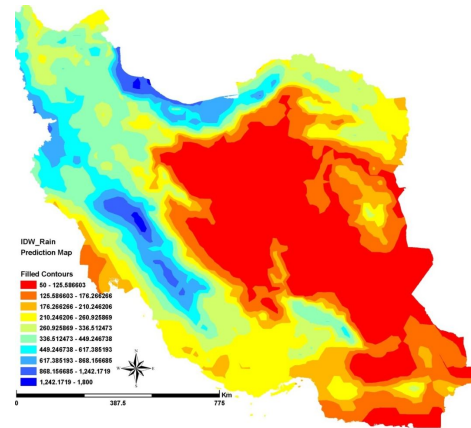 IDW_Rain
Prediction Map
Filled Contours
50 - 125.586603
125.586603 - 176.266266
176.266266 - 210.246206
210.246206 - 260.925869
260.925869 - 336.512473
336.512473 - 449.246738
449.246738 - 617.385193
617.385193 - 868.156685
868.156685 - 1,242.1719
1,242.1719 - 1,800
Km
0 387.5 775